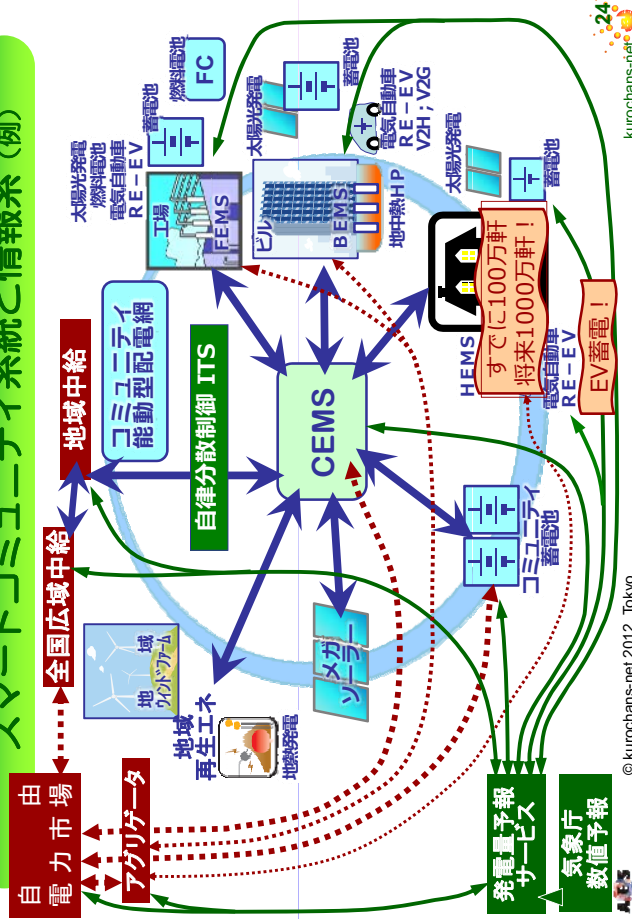 スマートコミューティ系統と情報系（例）
自由
電力市場
アグリゲータ
全国広域中給
地域中給
コミュニティ
能動型配電網
自律分散制御 ITS
CEMS
地域
ウィンドファーム
地域
再生エネ
地熱発電
メガ
ソーラー
コミュニティ
蓄電池
太陽光発電
燃料電池
電気自動車
RE－EV
蓄電池
燃料電池
FC
工場
FEMS
太陽光発電
蓄電池
ビル
BEMS
地中熱HP
電気自動車
RE－EV
V2H；V2G
太陽光発電
蓄電池
HEMS
すでに100万軒
将来1000万軒！
電気自動車
RE－EV
EV蓄電！
発電量予報
サービス
気象庁
数値予報
© kurochans-net 2012 Tokyo
kurochans-net
24